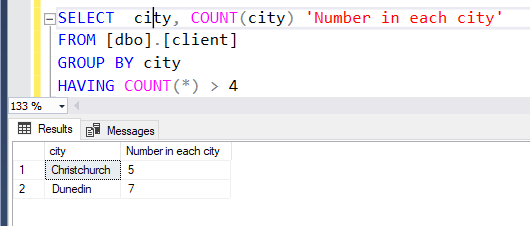 SELECT city, COUNT(city) 'Number in each city'
FROM [dbo].[client]
GROUP BY city
HAVING COUNT(*) > 4
133 %
Results Messages
city Number in each city
1 Christchurch 5
2 Dunedin 7